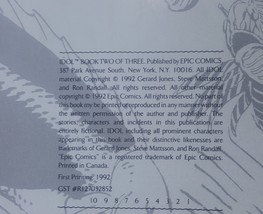 IDOL™ BOOK TWO OF THREE. Published by EPIC COMICS,
387 Park Avenue South, New York, N.Y. 10016. All IDOL
material Copyright © 1992 Gerard Jones, Steve Mattsson,
and Ron Randall. All rights reserved. All other material
copyright © 1992 Epic Comics. All rights reserved. No part of
this book may be printed or reproduced in any manner without
the written permission of the author and publisher. The
stories, characters and incidents in this publication are
entirely fictional. IDOL including all prominent characters
appearing in this book and their distinctive likenesses are
trademarks of Gerard Jones, Steve Mattsson, and Ron Randall.
"Epic Comics" is a registered trademark of Epic Comics.
Printed in Canada.
First Printing 1992
GST #R127032852
10 9 8 7 6 5 4 3 2 1